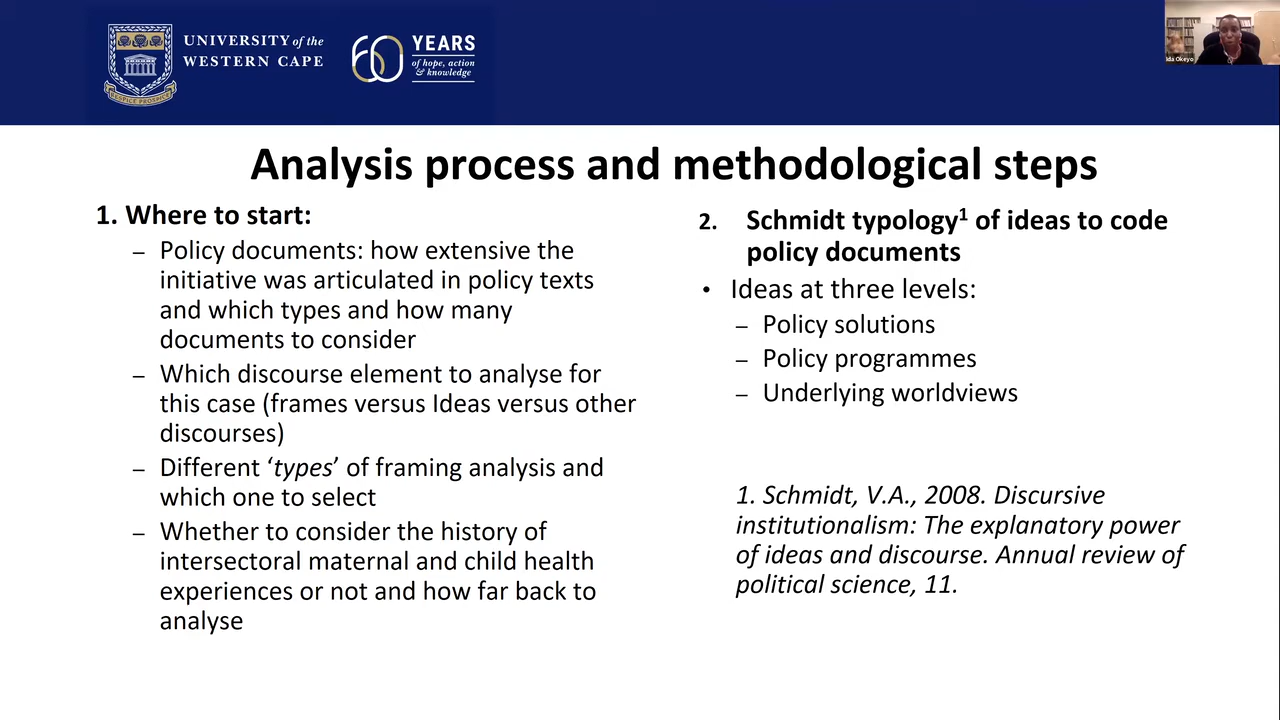 UNIVERSITY of the
WESTERN CAPE
60 YEARS
of hope, action
& knowledge
Ida Okeyo
Analysis process and methodological steps
1. Where to start:
– Policy documents: how extensive the
initiative was articulated in policy texts
and which types and how many
documents to consider
– Which discourse element to analyse for
this case (frames versus Ideas versus other
discourses)
– Different ‘types’ of framing analysis and
which one to select
– Whether to consider the history of
intersectoral maternal and child health
experiences or not and how far back to
analyse
2. Schmidt typology¹ of ideas to code
policy documents
• Ideas at three levels:
– Policy solutions
– Policy programmes
– Underlying worldviews
1. Schmidt, V.A., 2008. Discursive
institutionalism: The explanatory power
of ideas and discourse. Annual review of
political science, 11.